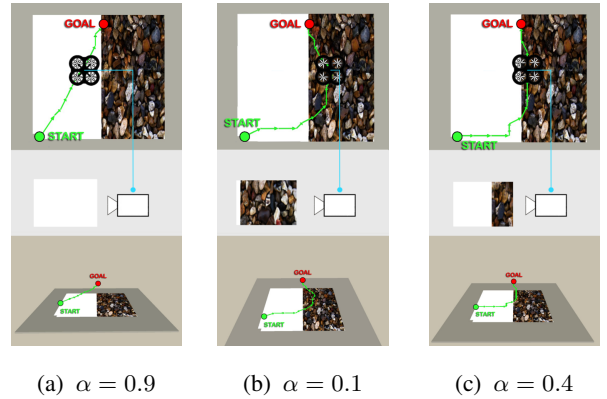 GOAL
START
GOAL
START
GOAL
START
GOAL
START
GOAL
START
GOAL
START
(a) α = 0.9
(b) α = 0.1
(c) α = 0.4